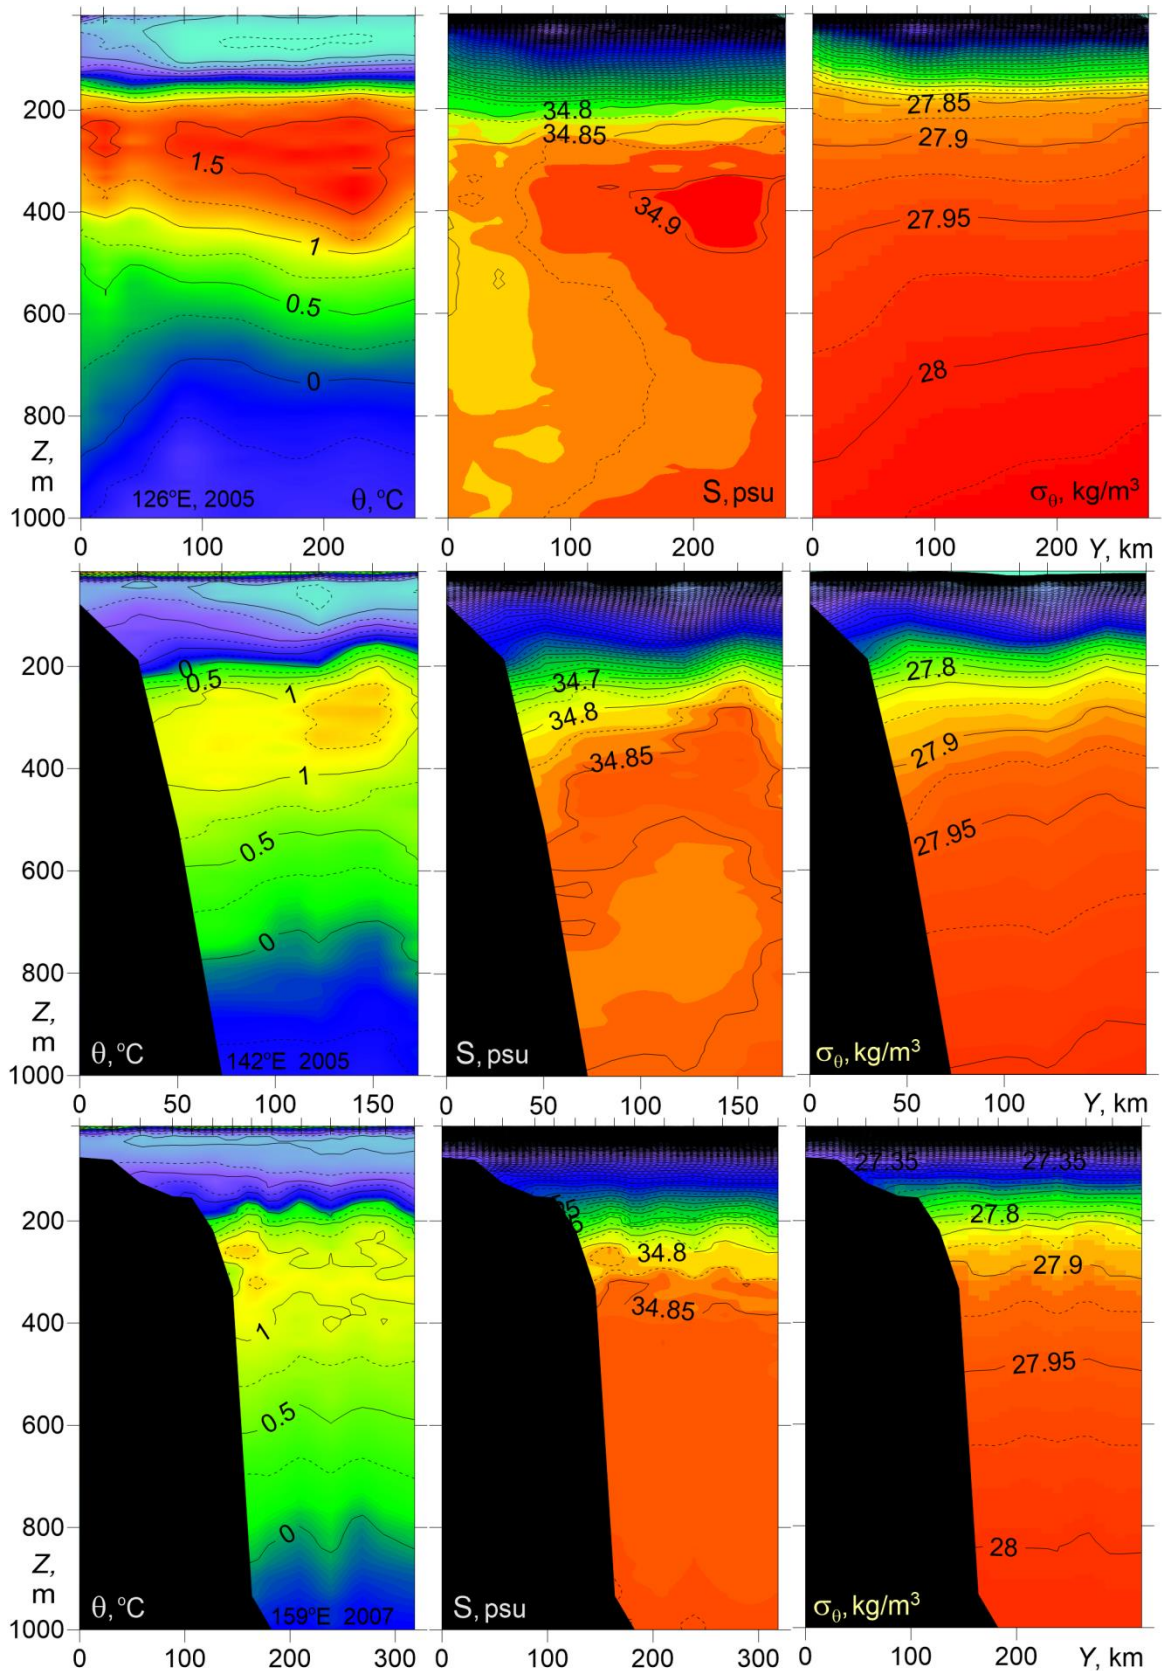 200
400
600
800
Z,
m
1000
1.5
1
0.5
0
126°E, 2005 θ, °C
34.8
34.85
34.9
S, psu
27.85
27.9
27.95
28
σθ, kg/m³
0 100 200
0 100 200
0 100 200 Y, km
200
400
600
800
Z,
m
1000
0
0.5
1
1
0.5
0
θ, °C 142°E 2005
34.7
34.8
34.85
S, psu
27.8
27.9
27.95
σθ, kg/m³
0 50 100 150
0 50 100 150
0 50 100 Y, km
200
400
600
800
Z,
m
1000
1
0.5
0
θ, °C 159°E 2007
34.8
34.85
S, psu
27.35 27.35
27.8
27.9
27.95
28
σθ, kg/m³
0 100 200 300
0 100 200 300
0 100 200 Y, km